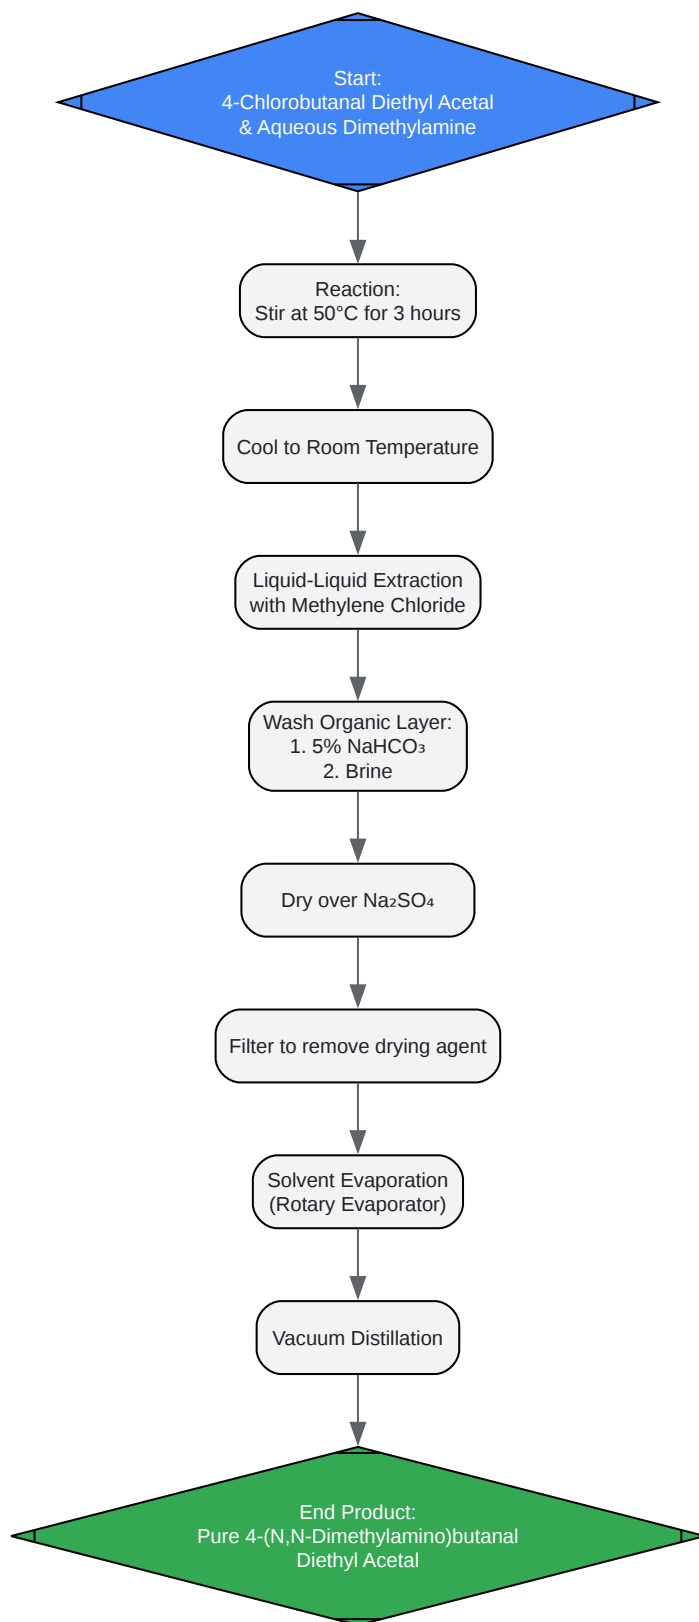 Start:
4-Chlorobutanal Diethyl Acetal
& Aqueous Dimethylamine
Reaction:
Stir at 50°C for 3 hours
Cool to Room Temperature
Liquid-Liquid Extraction
with Methylene Chloride
Wash Organic Layer:
1. 5% NaHCO₃
2. Brine
Dry over Na₂SO₄
Filter to remove drying agent
Solvent Evaporation
(Rotary Evaporator)
Vacuum Distillation
End Product:
Pure 4-(N,N-Dimethylamino)butanal
Diethyl Acetal